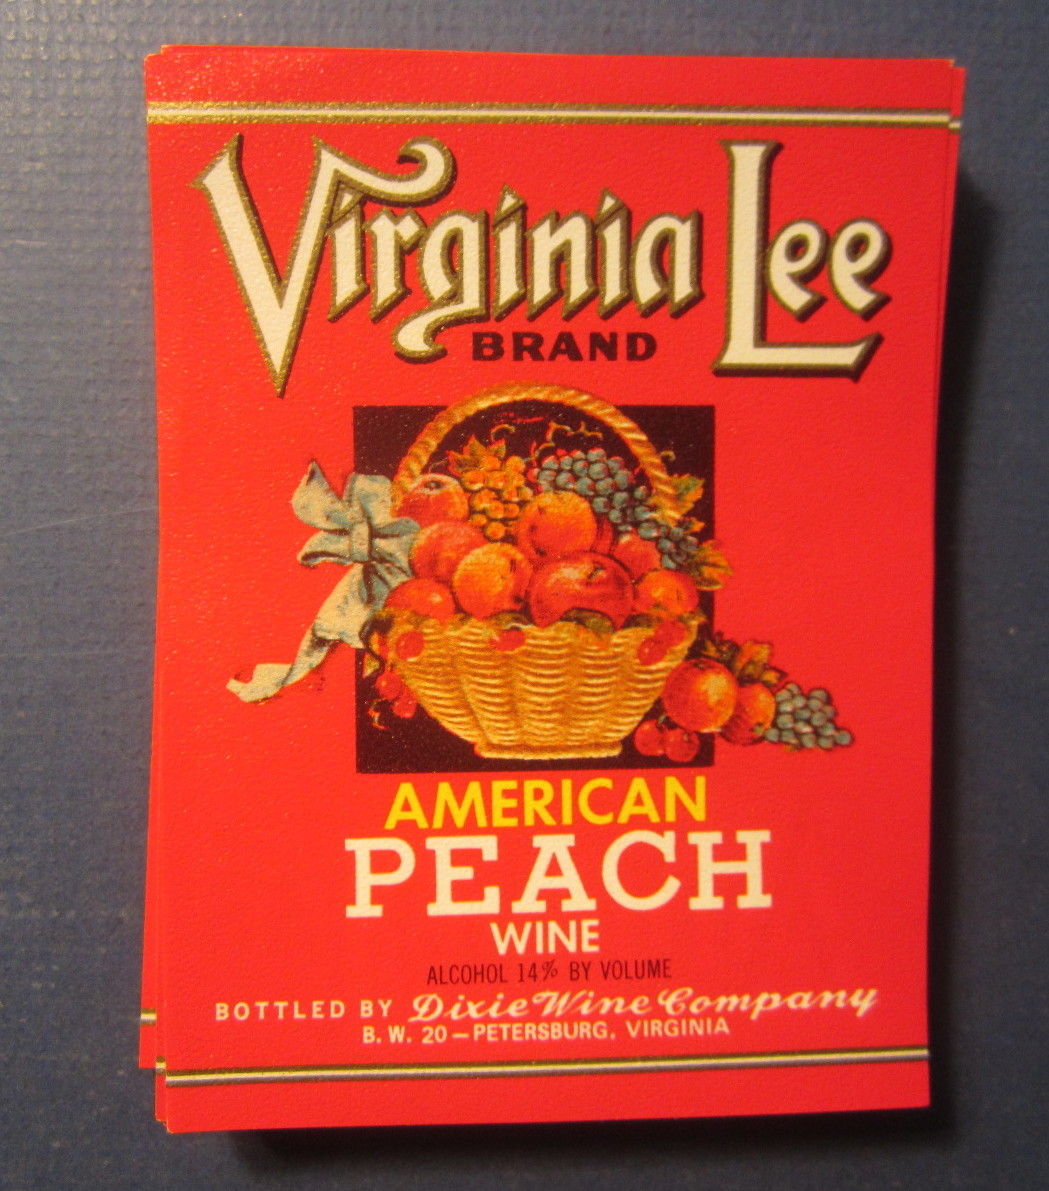 Virginia Lee
BRAND
AMERICAN
PEACH
WINE
ALCOHOL 14% BY VOLUME
BOTTLED BY Dixie Wine Company
B. W. 20 — PETERSBURG, VIRGINIA